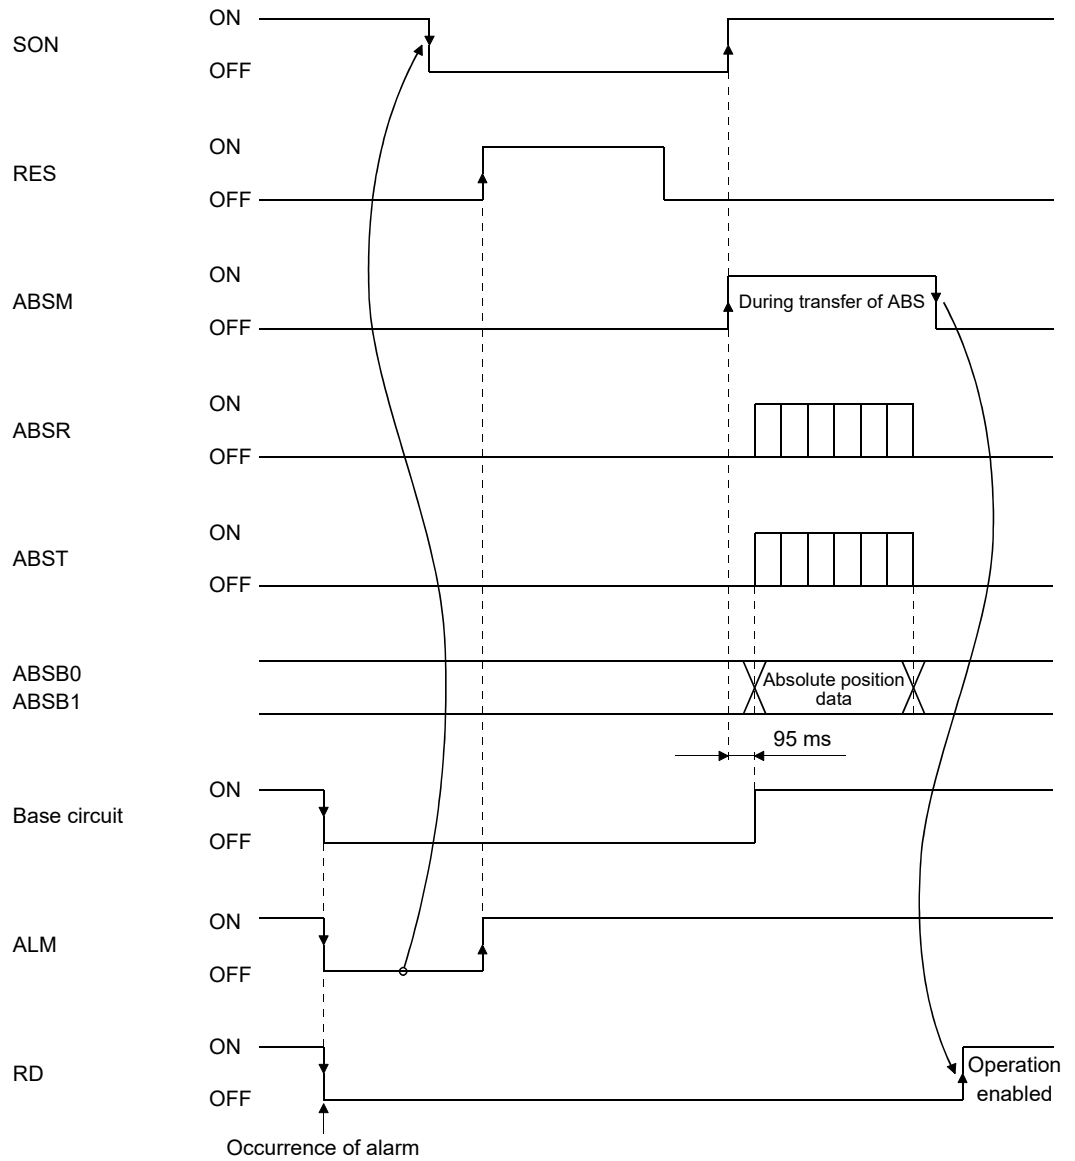 SON
ON
OFF
RES
ON
OFF
ABSM
ON
OFF
During transfer of ABS
ABSR
ON
OFF
ABST
ON
OFF
ABSB0
ABSB1
Absolute position
data
95 ms
Base circuit
ON
OFF
ALM
ON
OFF
RD
ON
OFF
Operation
enabled
Occurrence of alarm